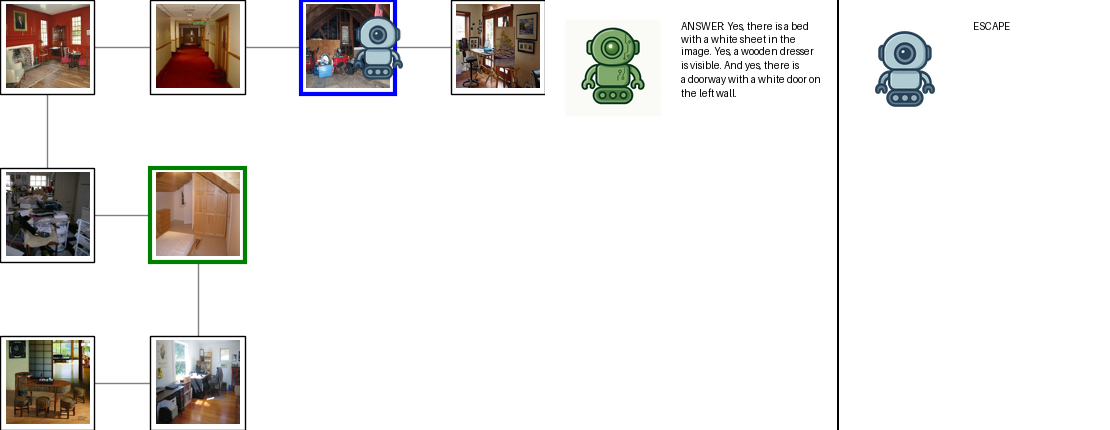 ANSWER: Yes, there is a bed
with a white sheet in the
image. Yes, a wooden dresser
is visible. And yes, there is
a doorway with a white door on
the left wall.
ESCAPE